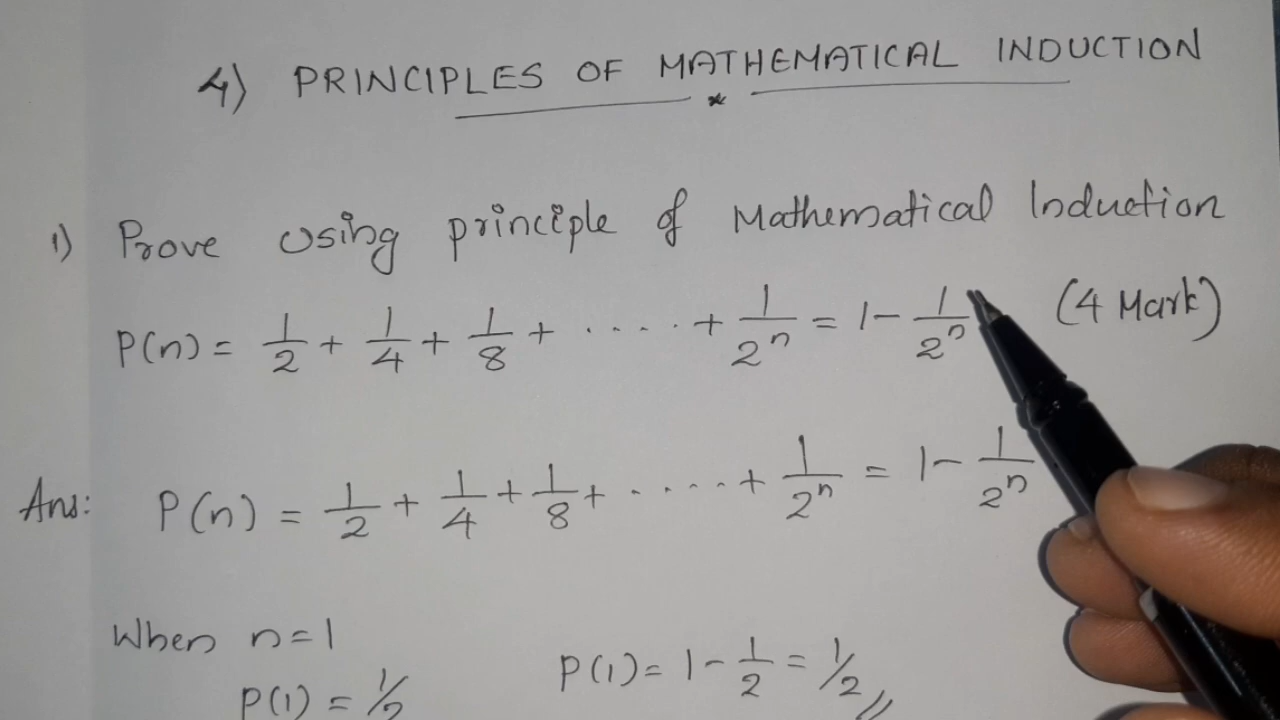 4) PRINCIPLES OF MATHEMATICAL INDUCTION
1) Prove using principle of Mathematical Induction
P(n) = 1/2 + 1/4 + 1/8 + ..... + 1/2^n = 1 - 1/2^n (4 Mark)
Ans: P(n) = 1/2 + 1/4 + 1/8 + ..... + 1/2^n = 1 - 1/2^n
When n=1
P(1) = 1/2 P(1) = 1 - 1/2 = 1/2 //